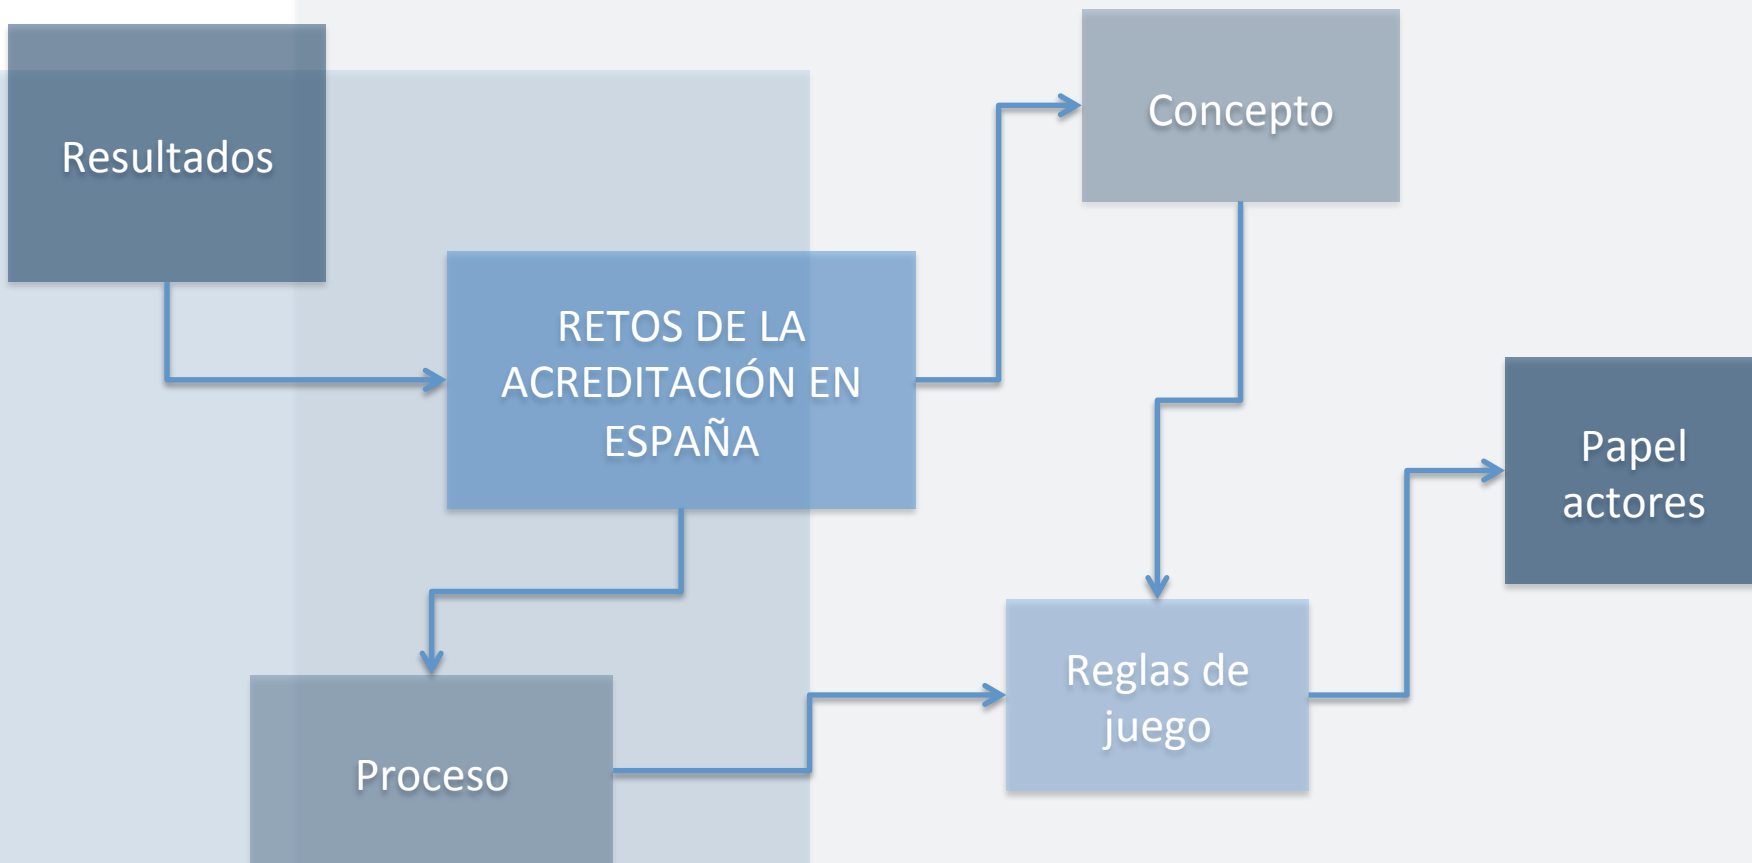 Resultados
Concepto
RETOS DE LA
ACREDITACIÓN EN
ESPAÑA
Papel
actores
Reglas de
juego
Proceso